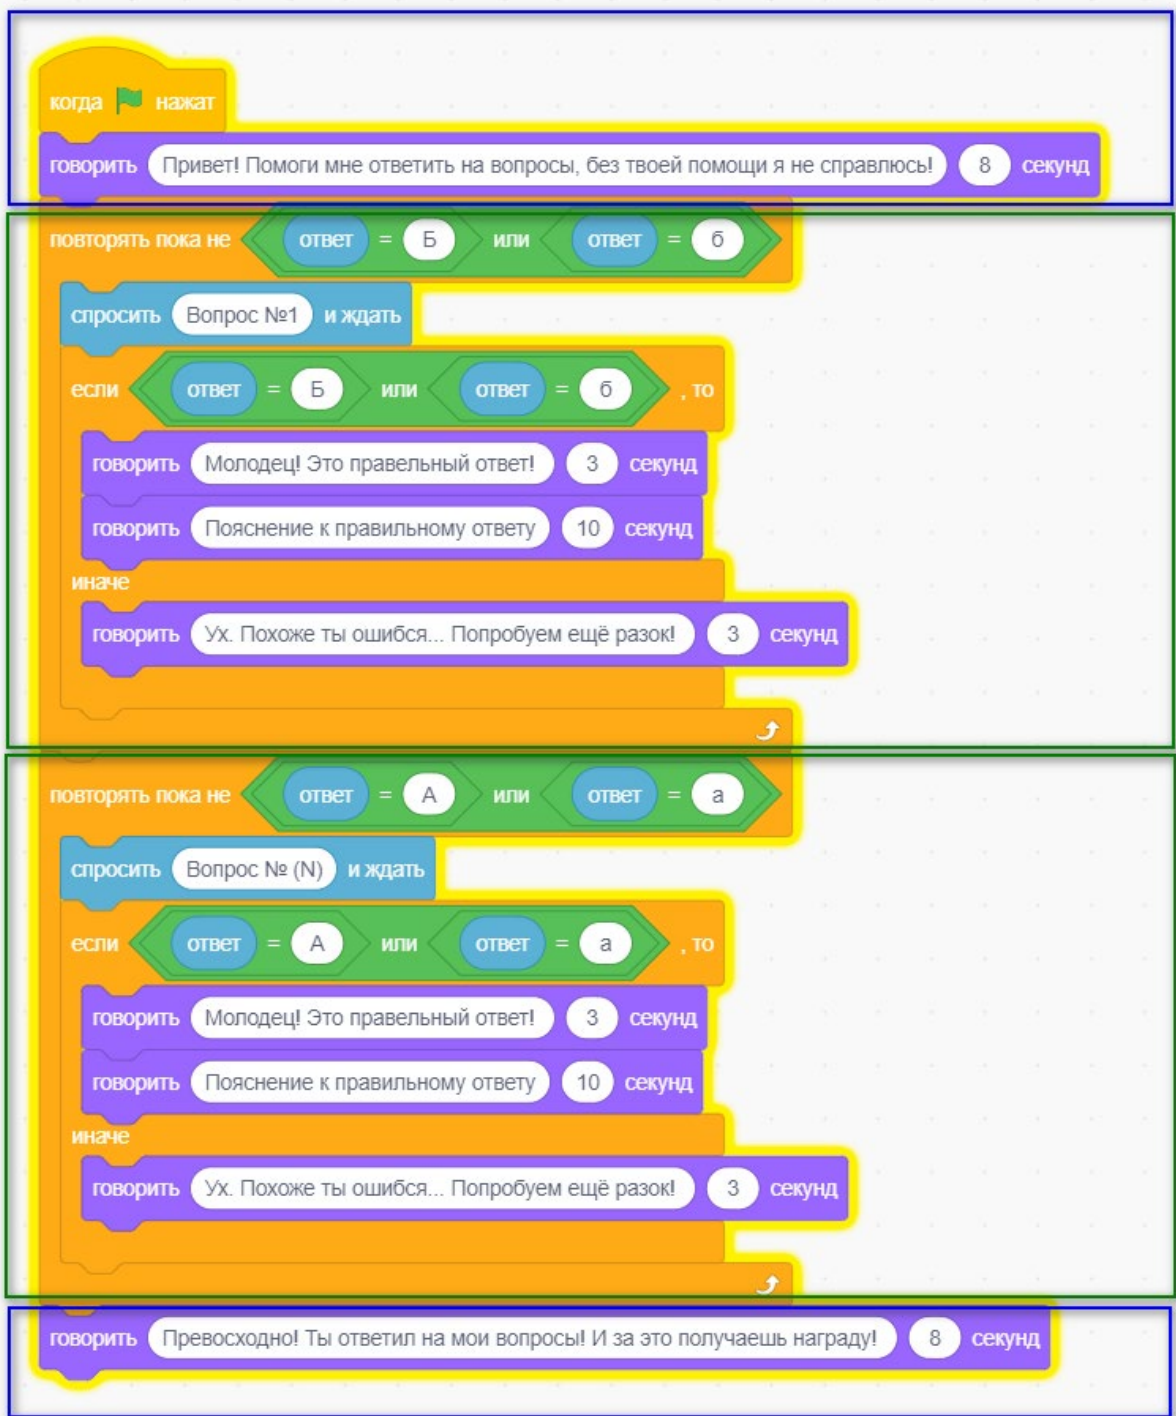 когда нажат
говорить Привет! Помоги мне ответить на вопросы, без твоей помощи я не справлюсь! 8 секунд
повторять пока не ответ = Б или ответ = б
спросить Вопрос №1 и ждать
если ответ = Б или ответ = б , то
говорить Молодец! Это правельный ответ! 3 секунд
говорить Пояснение к правильному ответу 10 секунд
иначе
говорить Ух. Похоже ты ошибся... Попробуем ещё разок! 3 секунд
повторять пока не ответ = А или ответ = а
спросить Вопрос № (N) и ждать
если ответ = А или ответ = а , то
говорить Молодец! Это правельный ответ! 3 секунд
говорить Пояснение к правильному ответу 10 секунд
иначе
говорить Ух. Похоже ты ошибся... Попробуем ещё разок! 3 секунд
говорить Превосходно! Ты ответил на мои вопросы! И за это получаешь награду! 8 секунд